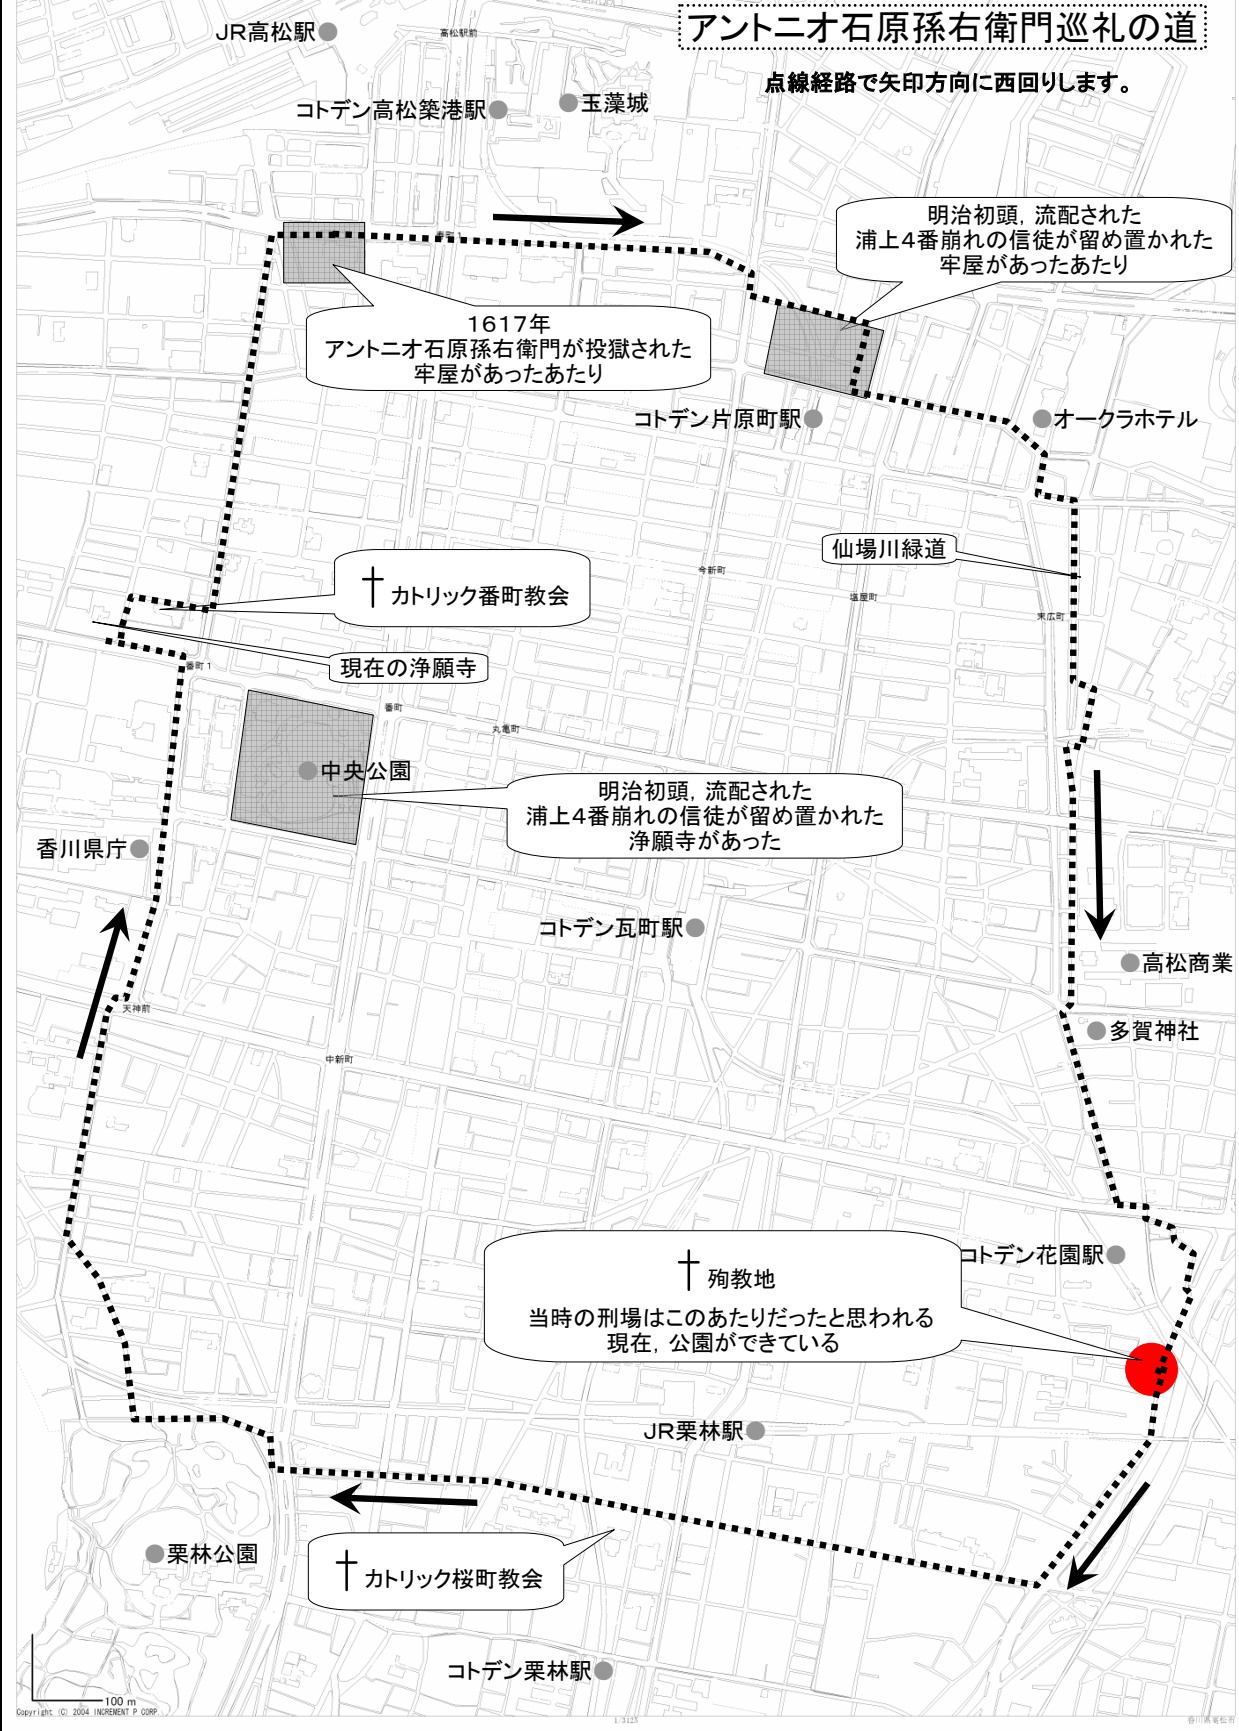 アントニオ石原孫右衛門巡礼の道
点線経路で矢印方向に西回りします。
JR高松駅
高松駅前
コトデン高松築港駅
玉藻城
明治初頭，流配された
浦上４番崩れの信徒が留め置かれた
牢屋があったあたり
寿町１
1617年
アントニオ石原孫右衛門が投獄された
牢屋があったあたり
コトデン片原町駅
オークラホテル
仙場川緑道
今新町
塩屋町
末広町
カトリック番町教会
現在の浄願寺
番町１
番町
丸亀町
中央公園
明治初頭，流配された
浦上４番崩れの信徒が留め置かれた
浄願寺があった
香川県庁
コトデン瓦町駅
高松商業
天神前
多賀神社
中新町
コトデン花園駅
殉教地
当時の刑場はこのあたりだったと思われる
現在，公園ができている
JR栗林駅
栗林公園
カトリック桜町教会
コトデン栗林駅
100 m
Copyright (C) 2004 INCREMENT P CORP.
1/3125
香川県高松市